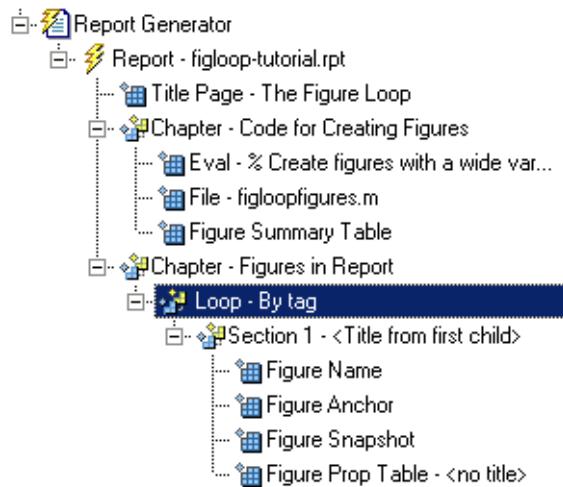 Report Generator
Report - figloop-tutorial.rpt
Title Page - The Figure Loop
Chapter - Code for Creating Figures
Eval - % Create figures with a wide var...
File - figloopfigures.m
Figure Summary Table
Chapter - Figures in Report
Loop - By tag
Section 1 - <Title from first child>
Figure Name
Figure Anchor
Figure Snapshot
Figure Prop Table - <no title>